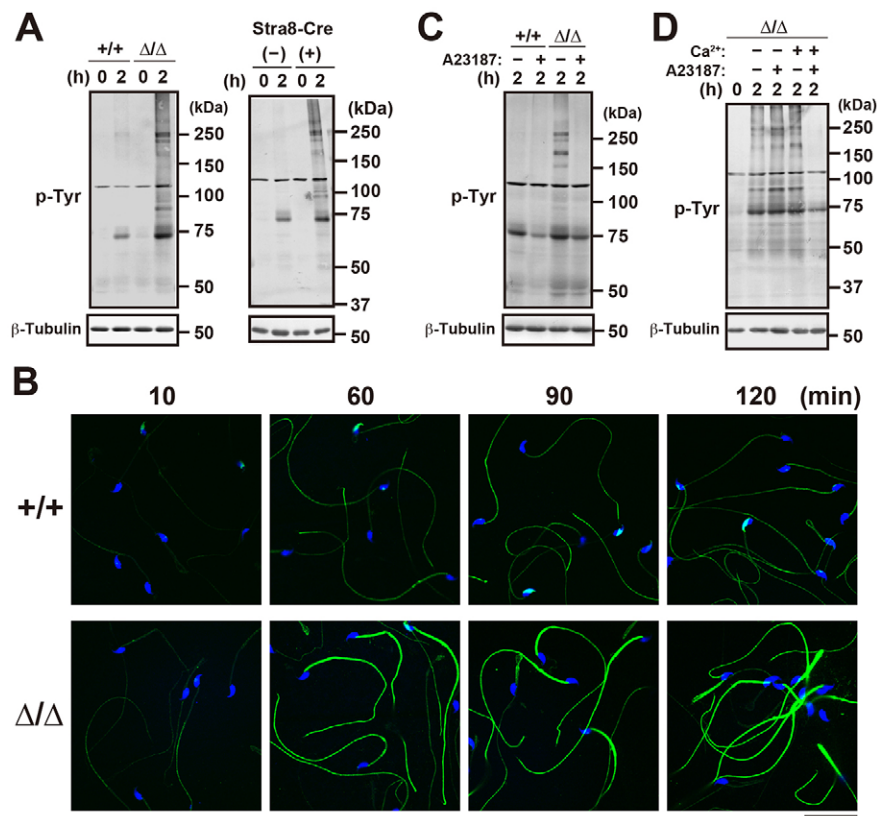 A
+/+ Δ/Δ
(h) 0 2 0 2
(kDa)
250
150
100
75
50
p-Tyr
β-Tubulin
50
Stra8-Cre
(–) (+)
0 2 0 2
(kDa)
250
150
100
75
50
37
50
C
+/+ Δ/Δ
A23187: – + – +
(h) 2 2 2 2
(kDa)
250
150
100
75
50
p-Tyr
β-Tubulin
50
D
Δ/Δ
Ca²⁺: – – + +
A23187: – + – +
(h) 0 2 2 2 2
(kDa)
250
150
100
75
50
37
p-Tyr
β-Tubulin
50
B
10 60 90 120 (min)
+/+
Δ/Δ